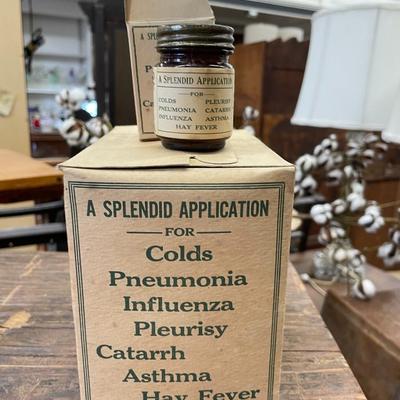 A SPLENDID
A SPLENDID APPLICATION
FOR
COLDS PLEURISY
PNEUMONIA CATARRH
INFLUENZA ASTHMA
HAY FEVER
A SPLENDID APPLICATION
FOR
Colds
Pneumonia
Influenza
Pleurisy
Catarrh
Asthma
Hay Fever